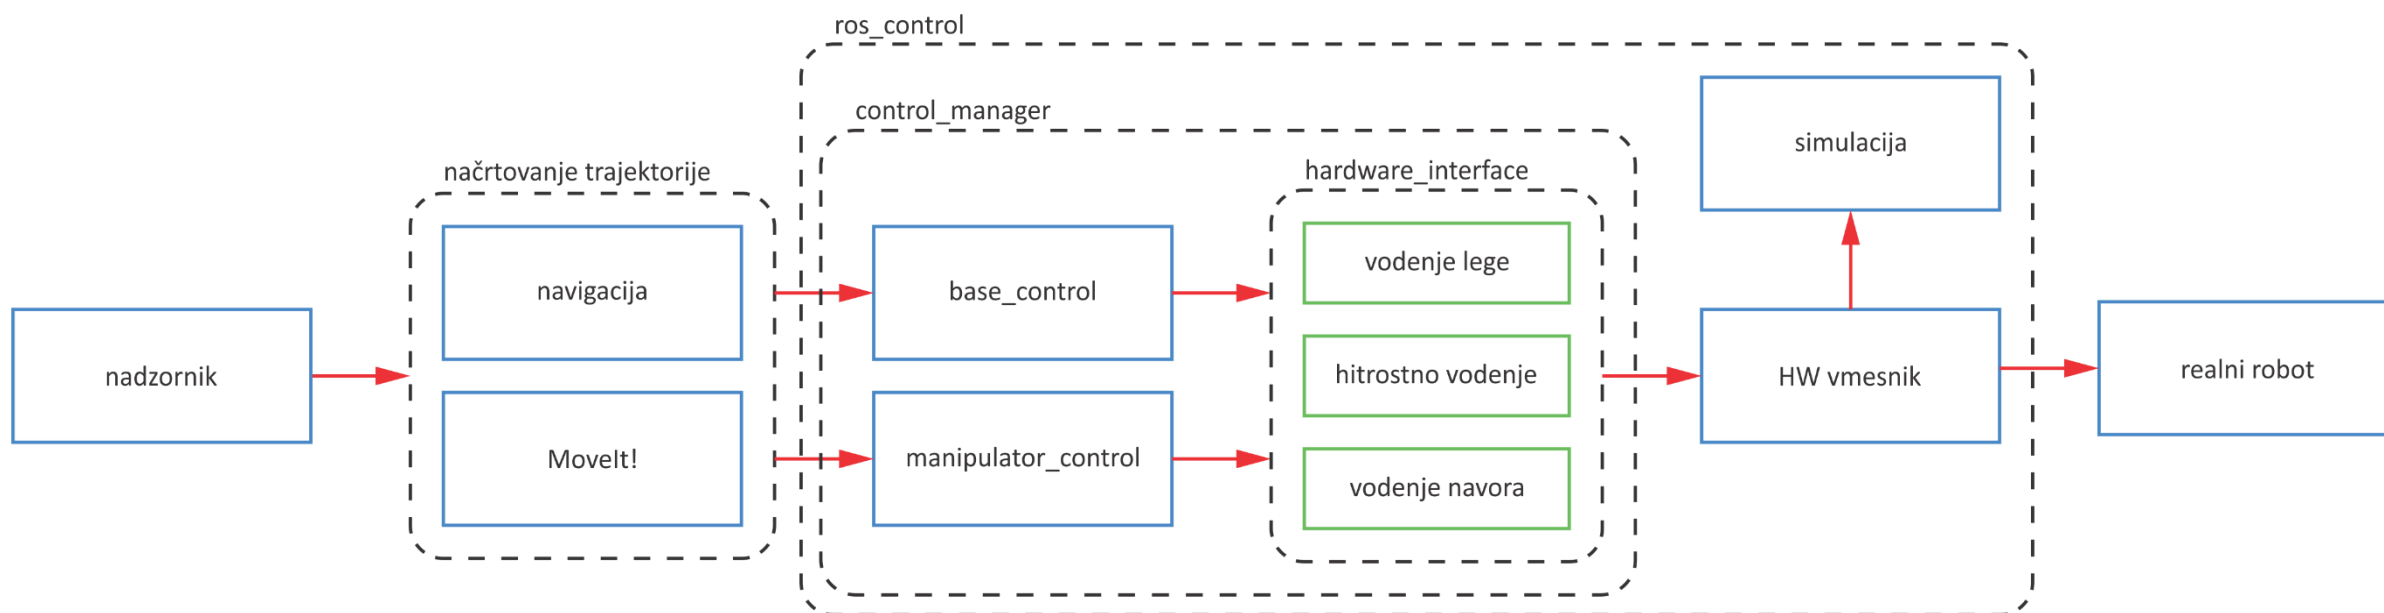 ros_control
control_manager
simulacija
načrtovanje trajektorije
hardware_interface
navigacija
base_control
vodenje lege
nadzornik
hitrostno vodenje
HW vmesnik
realni robot
MoveIt!
manipulator_control
vodenje navora